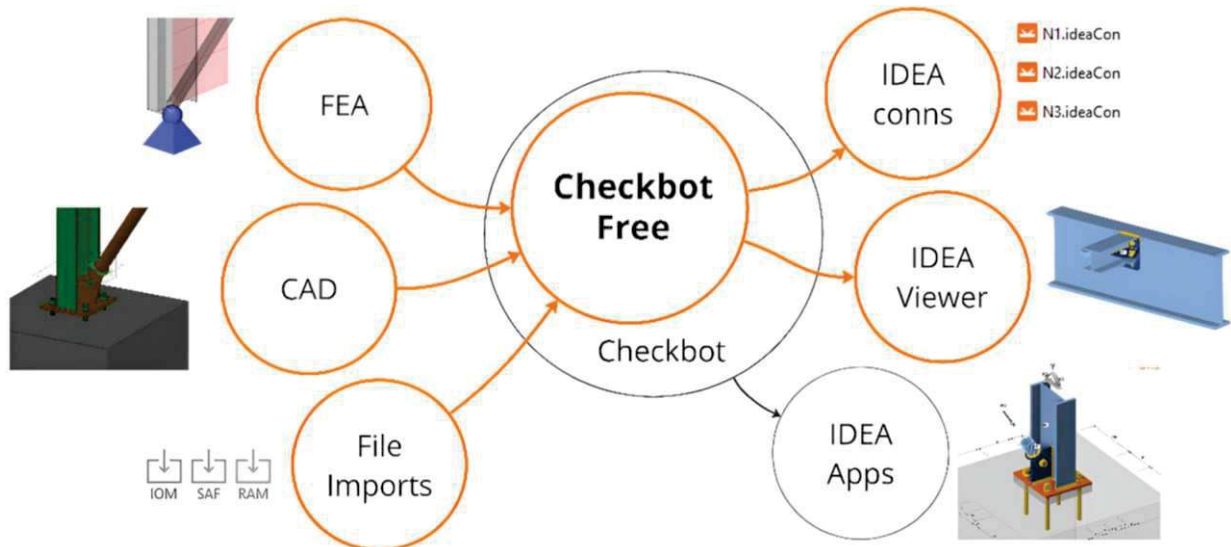 FEA
CAD
File
Imports
IOM
SAF
RAM
Checkbot
Free
Checkbot
IDEA
conns
N1.ideaCon
N2.ideaCon
N3.ideaCon
IDEA
Viewer
IDEA
Apps